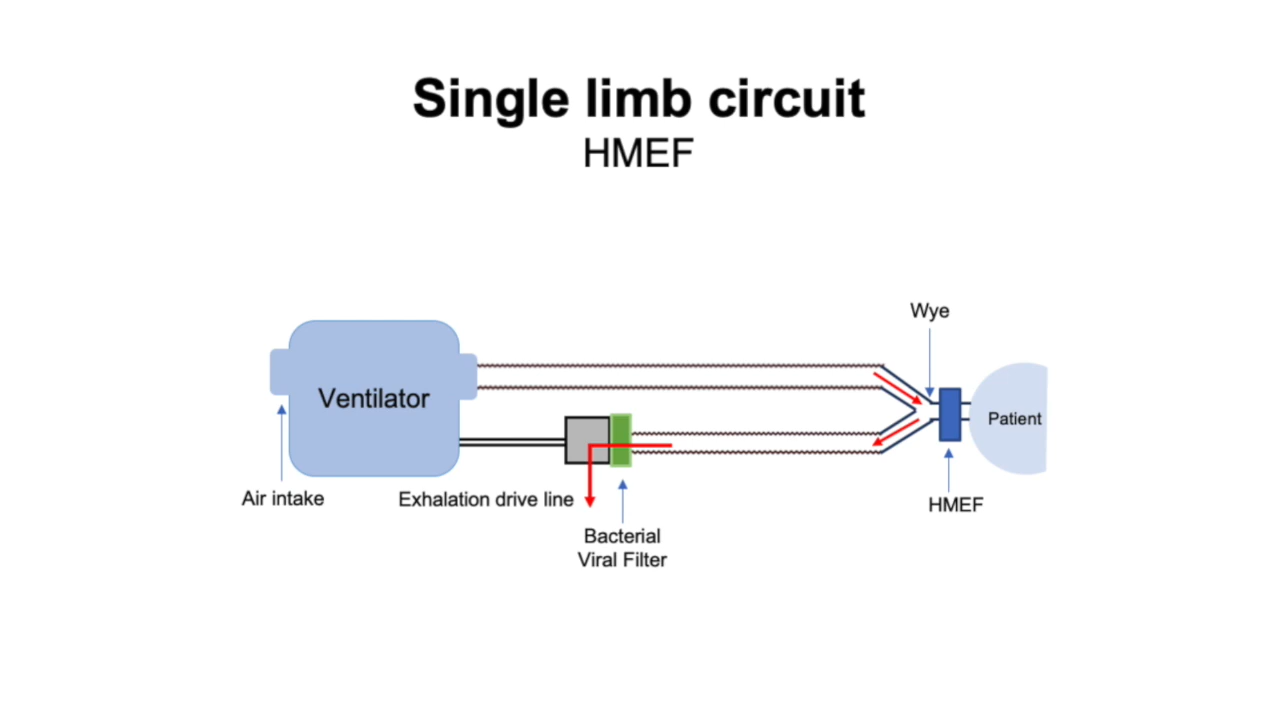 Single limb circuit
HMEF
Wye
Ventilator
Patient
Air intake
Exhalation drive line
HMEF
Bacterial
Viral Filter